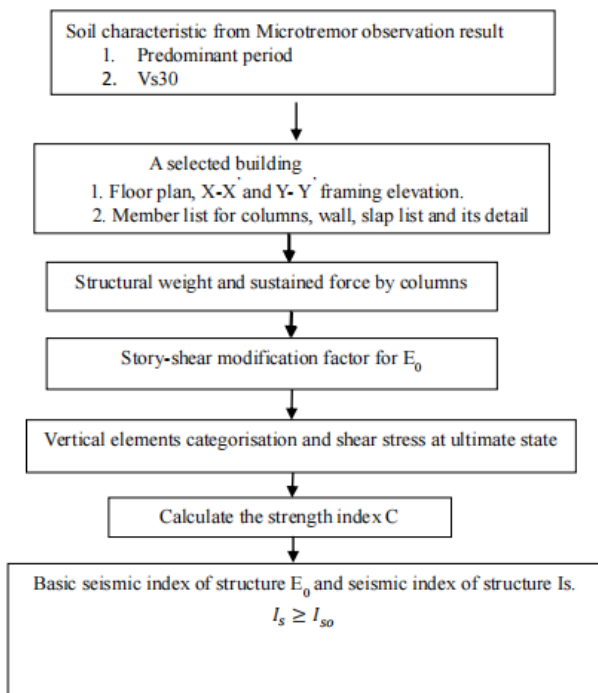 Soil characteristic from Microtremor observation result
1. Predominant period
2. Vs30
A selected building
1. Floor plan, X-X' and Y- Y' framing elevation.
2. Member list for columns, wall, slap list and its detail
Structural weight and sustained force by columns
Story-shear modification factor for E₀
Vertical elements categorisation and shear stress at ultimate state
Calculate the strength index C
Basic seismic index of structure E₀ and seismic index of structure Is.
Iₛ ≥ Iₛₒ